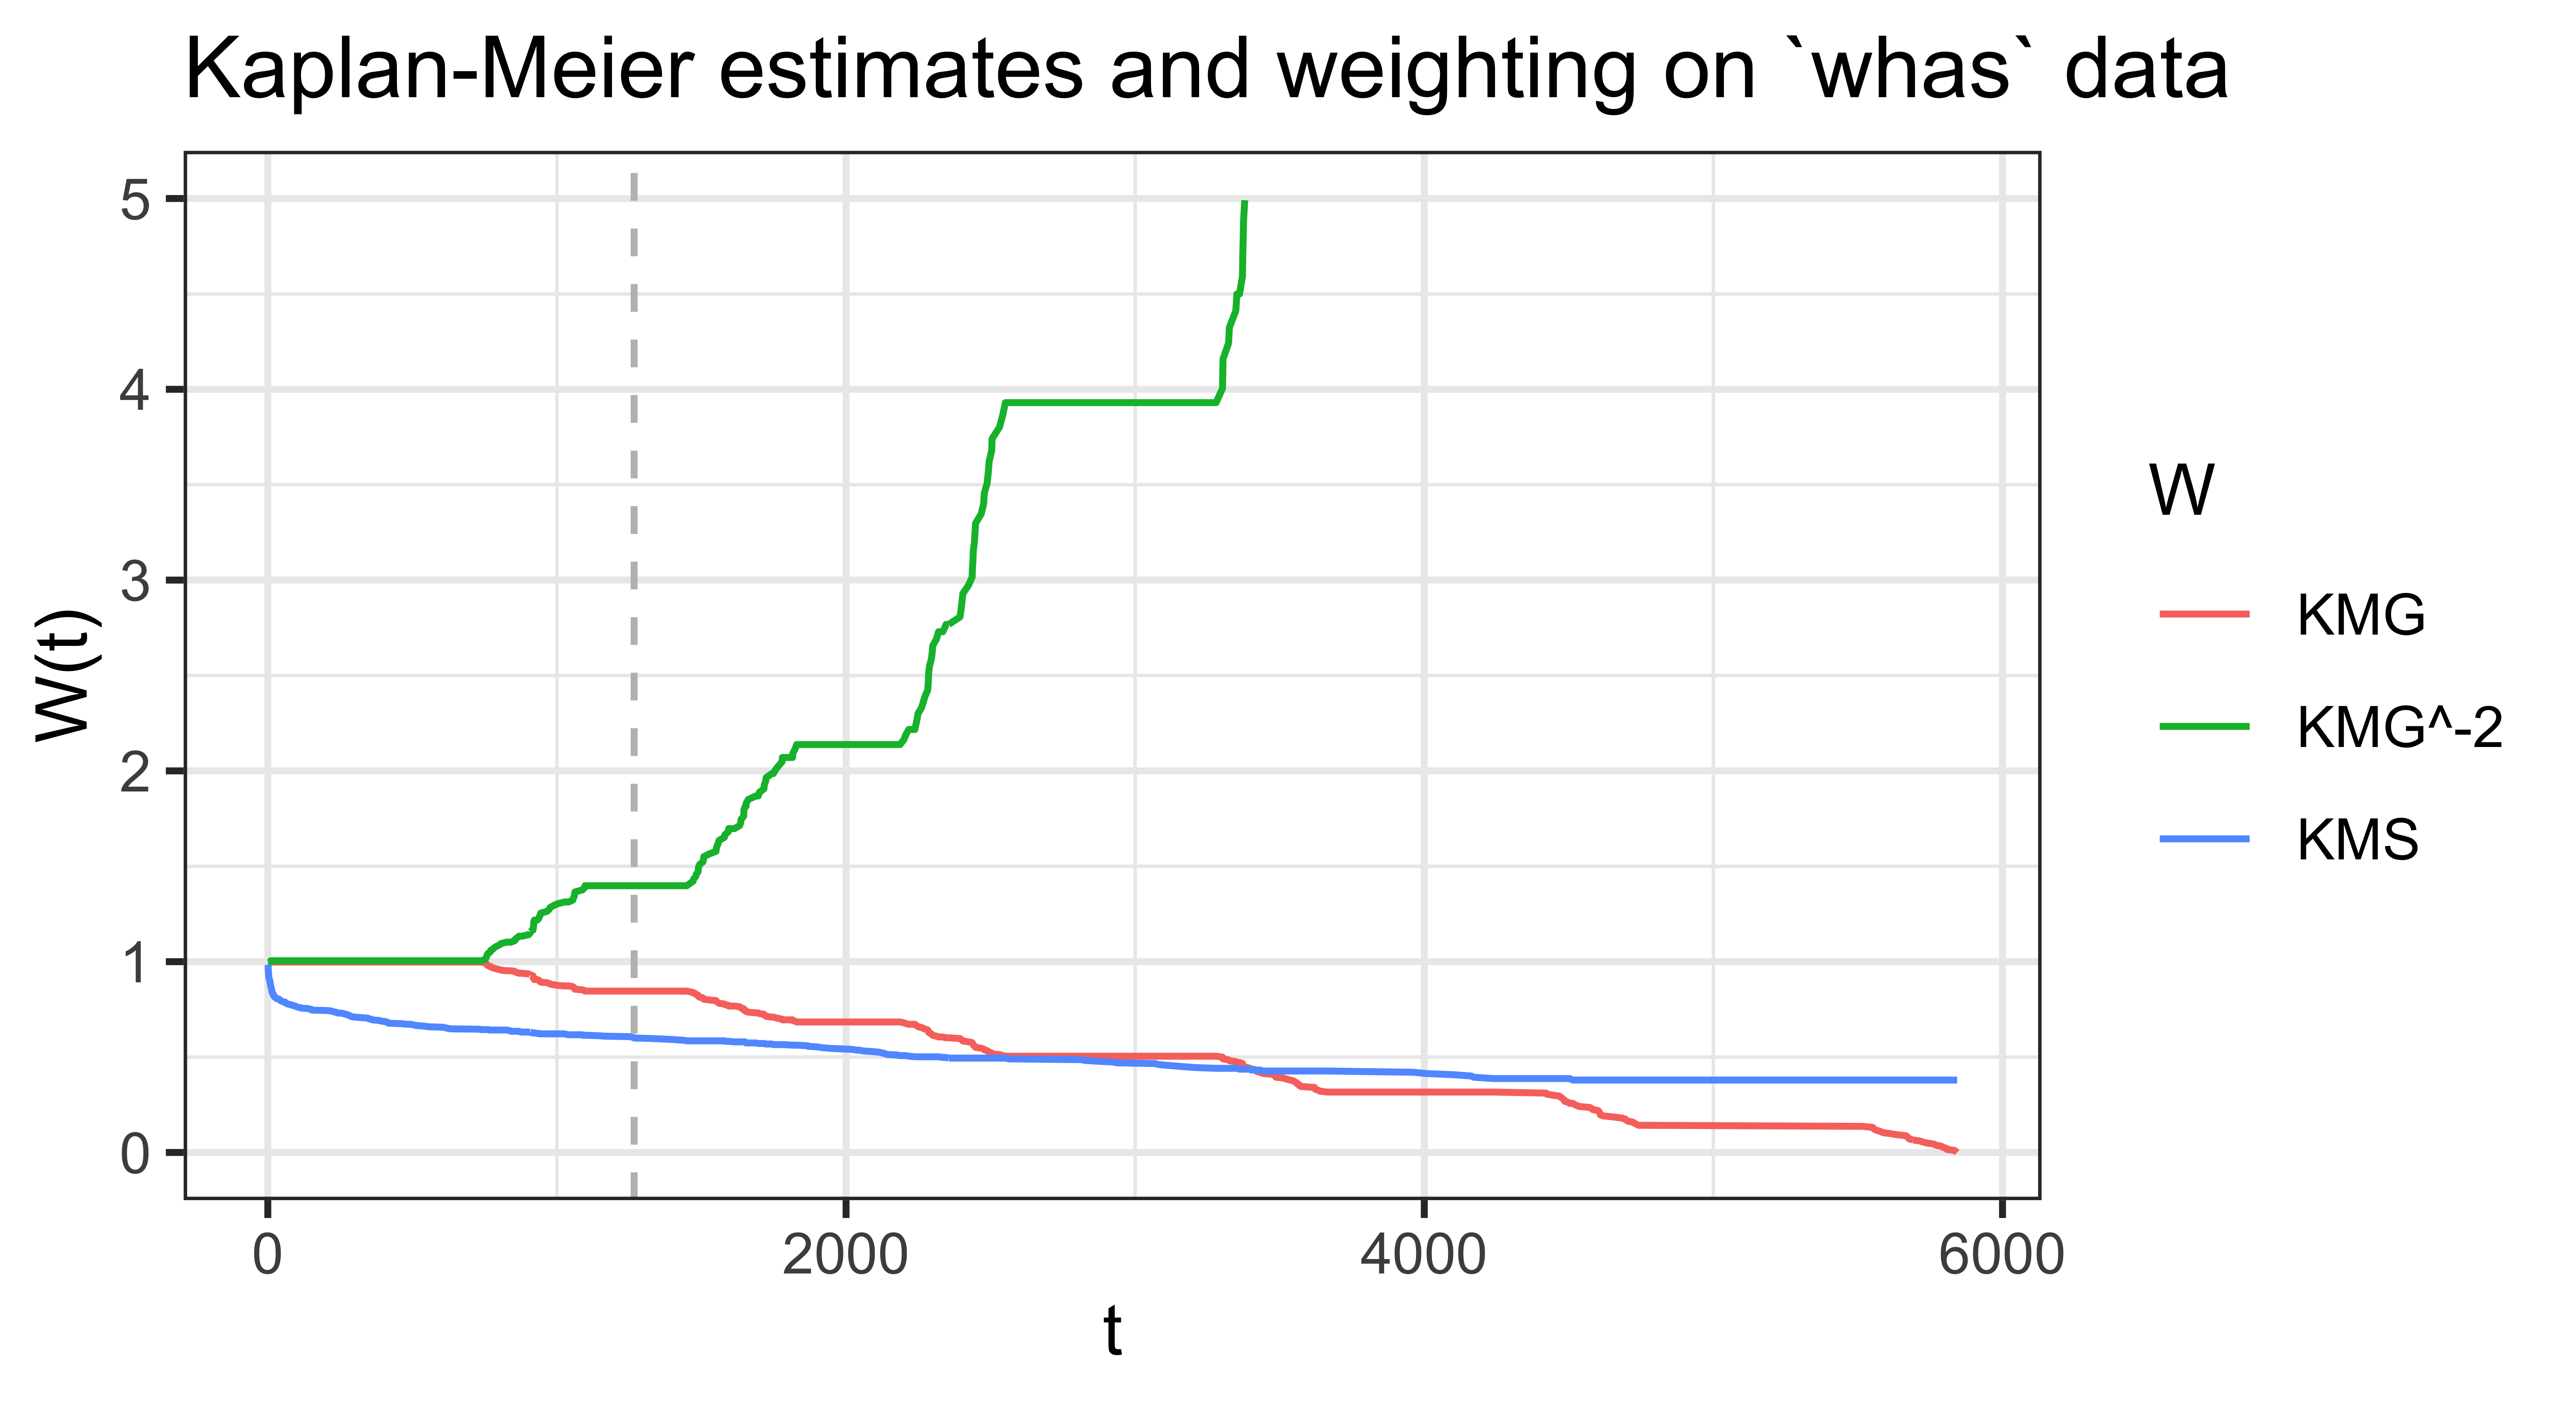 Kaplan-Meier estimates and weighting on `whas` data
W(t)
5
4
3
2
1
0
0 2000 4000 6000
t
W
KMG
KMG^-2
KMS